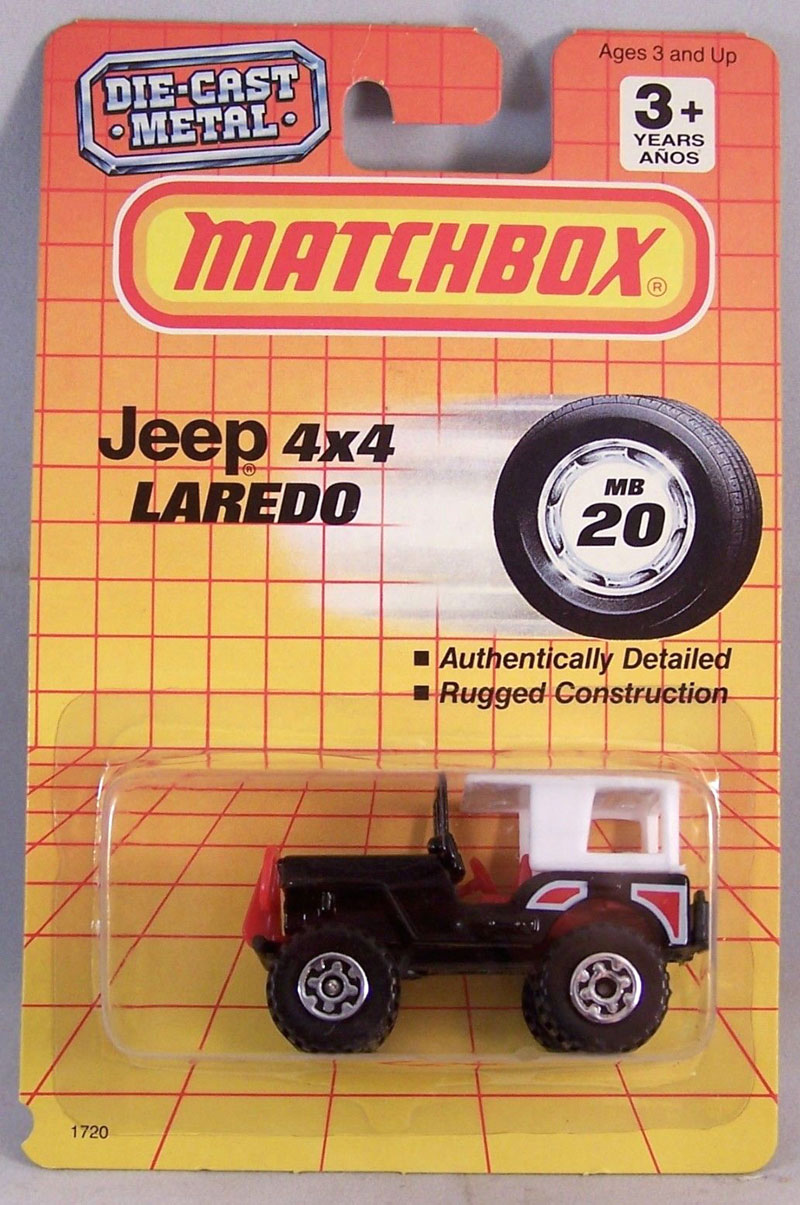 DIE-CAST
• METAL •
Ages 3 and Up
3+
YEARS
AÑOS
MATCHBOX®
Jeep® 4x4
LAREDO
MB
20
■ Authentically Detailed
■ Rugged Construction
1720